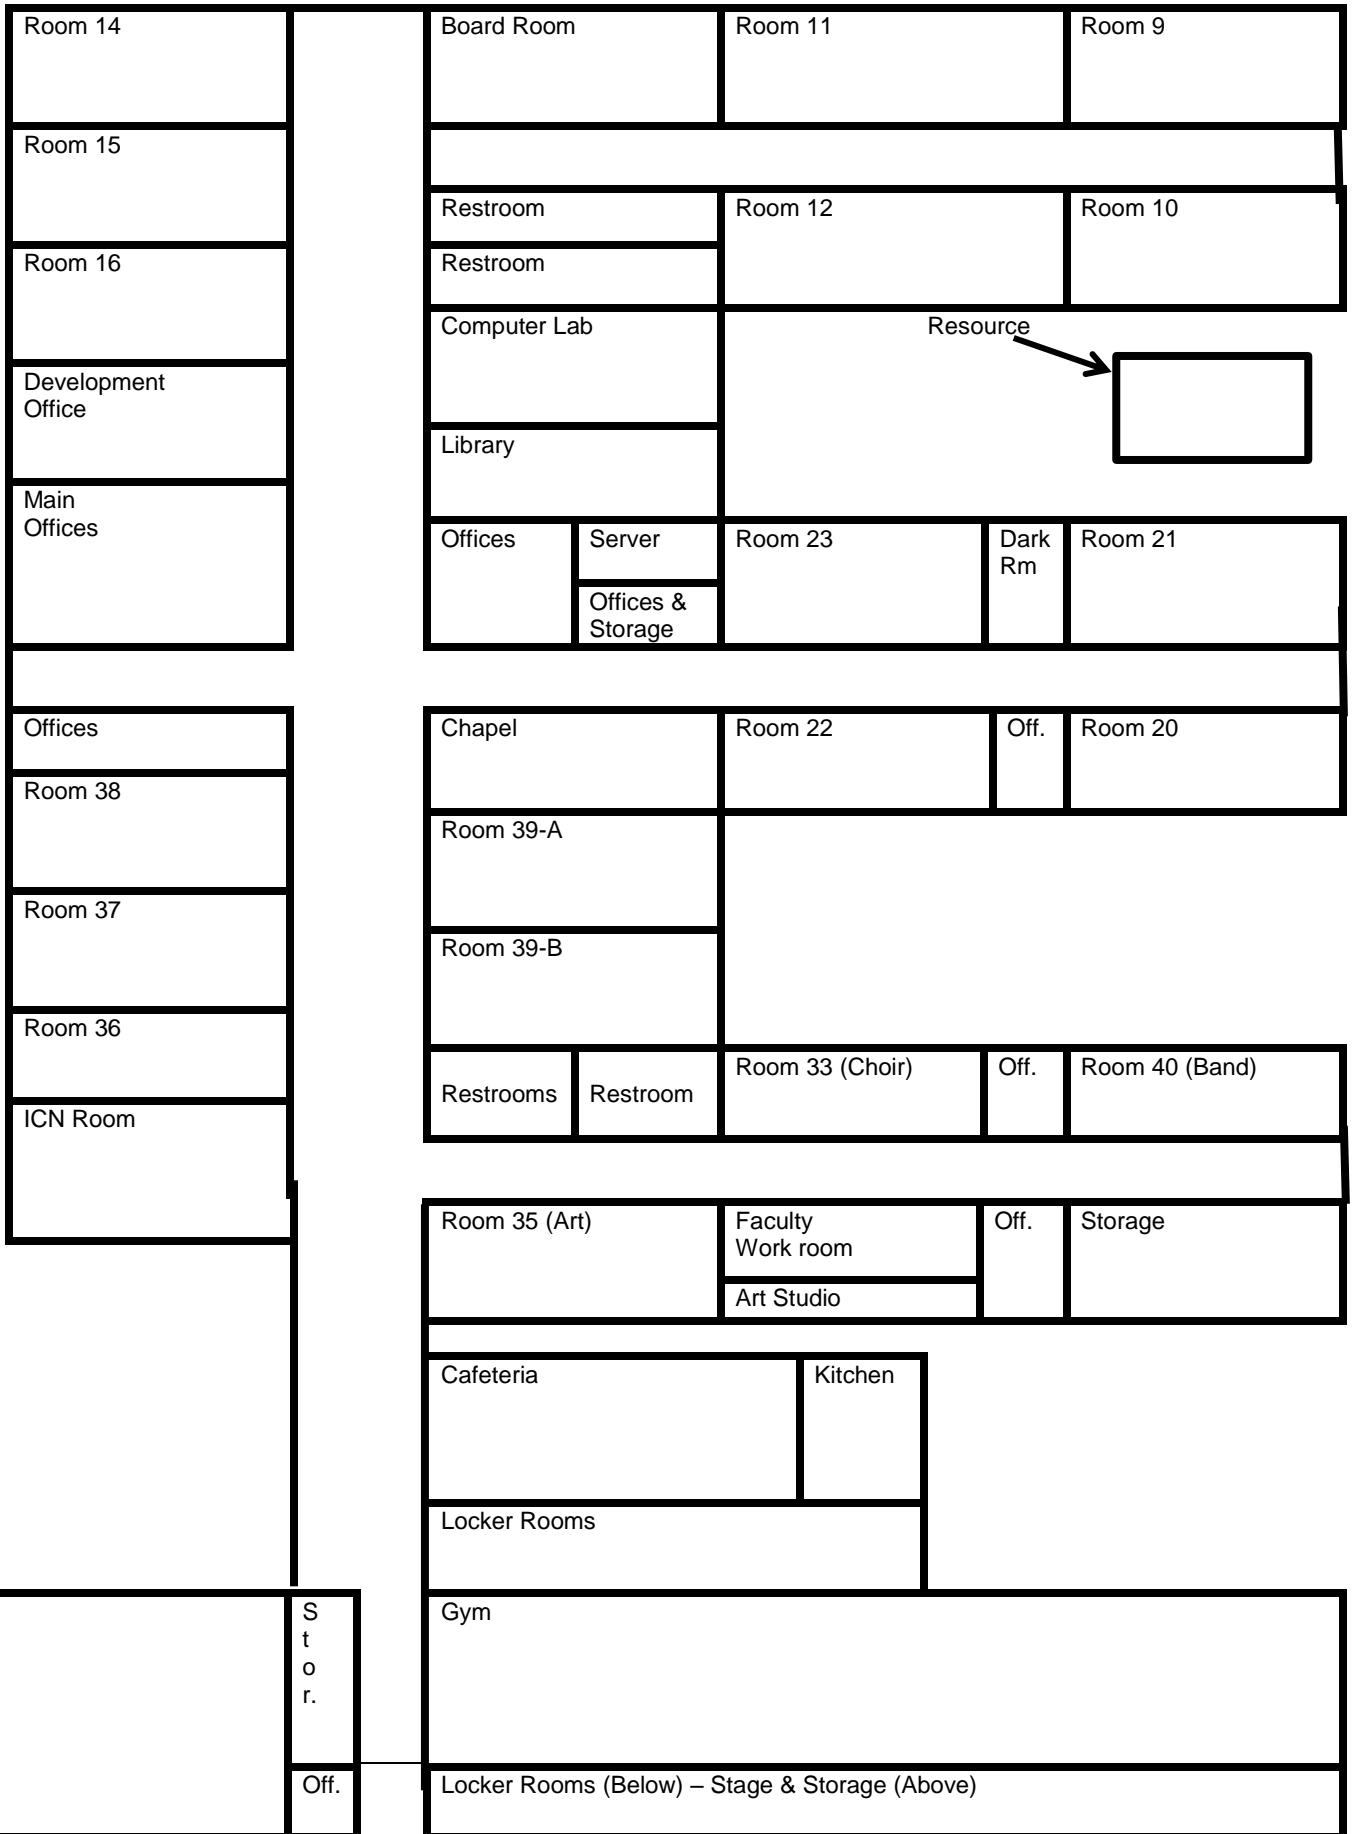 Room 14
Board Room
Room 11
Room 9
Room 15
Restroom
Room 12
Room 10
Room 16
Restroom
Computer Lab
Resource
Development
Office
Library
Main
Offices
Offices
Server
Room 23
Dark
Rm
Room 21
Offices &
Storage
Offices
Chapel
Room 22
Off.
Room 20
Room 38
Room 39-A
Room 37
Room 39-B
Room 36
Restrooms
Restroom
Room 33 (Choir)
Off.
Room 40 (Band)
ICN Room
Room 35 (Art)
Faculty
Work room
Off.
Storage
Art Studio
Cafeteria
Kitchen
Locker Rooms
S
t
o
r.
Gym
Off.
Locker Rooms (Below) – Stage & Storage (Above)